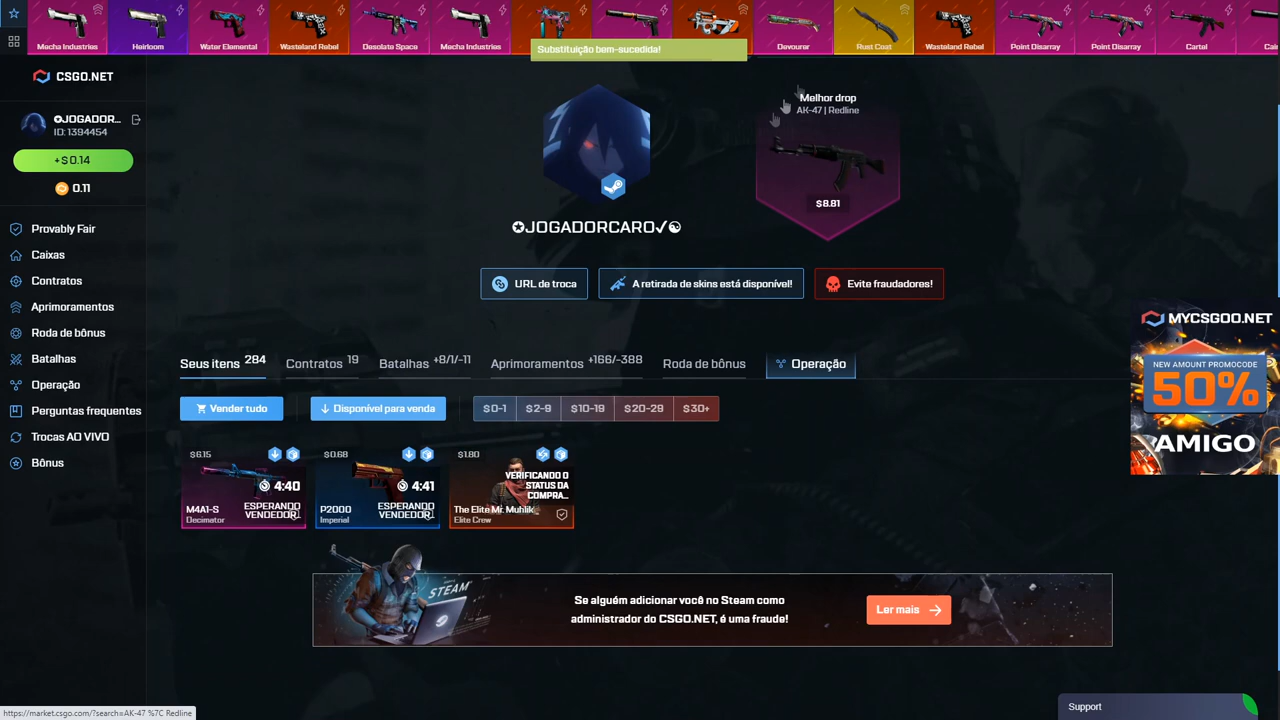 Mecha Industries
Heirloom
Water Elemental
Wasteland Rebel
Desolate Space
Mecha Industries
Devourer
Rust Coat
Wasteland Rebel
Point Disarray
Point Disarray
Cartel
Substituição bem-sucedida!
CSGO.NET
✪JOGADOR...
ID: 1394454
+$ 0.14
0.11
Provably Fair
Caixas
Contratos
Aprimoramentos
Roda de bônus
Batalhas
Operação
Perguntas frequentes
Trocas AO VIVO
Bônus
✪JOGADORCARO✓☯
Melhor drop
AK-47 | Redline
$8.81
URL de troca
A retirada de skins está disponível!
Evite fraudadores!
Seus itens 284
Contratos 19
Batalhas +8/1/-11
Aprimoramentos +166/-388
Roda de bônus
Operação
Vender tudo
Disponível para venda
$0-1
$2-9
$10-19
$20-29
$30+
$6.15
4:40
ESPERANDO
VENDEDOR...
M4A1-S
Decimator
$0.68
4:41
ESPERANDO
VENDEDOR...
P2000
Imperial
$1.80
VERIFICANDO O
STATUS DA
COMPRA...
The Elite Mr. Muhlik
Elite Crew
STEAM
Se alguém adicionar você no Steam como
administrador do CSGO.NET, é uma fraude!
Ler mais
MYCSGOO.NET
NEW AMOUNT PROMOCODE
50%
AMIGO
Support
https://market.csgo.com/?search=AK-47 %7C Redline